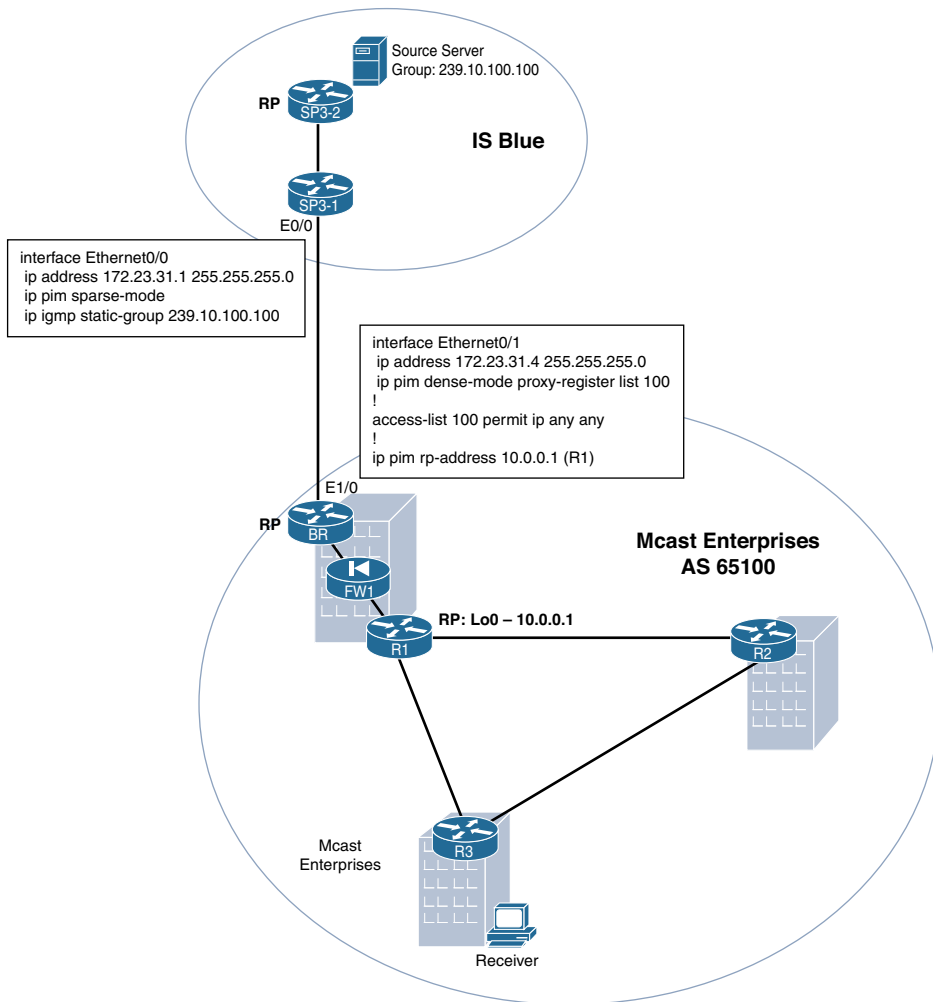 Source Server
Group: 239.10.100.100
RP
SP3-2
IS Blue
SP3-1
E0/0
interface Ethernet0/0
ip address 172.23.31.1 255.255.255.0
ip pim sparse-mode
ip igmp static-group 239.10.100.100
interface Ethernet0/1
ip address 172.23.31.4 255.255.255.0
ip pim dense-mode proxy-register list 100
!
access-list 100 permit ip any any
!
ip pim rp-address 10.0.0.1 (R1)
E1/0
RP
BR
Mcast Enterprises
AS 65100
FW1
RP: Lo0 – 10.0.0.1
R1
R2
Mcast
Enterprises
R3
Receiver